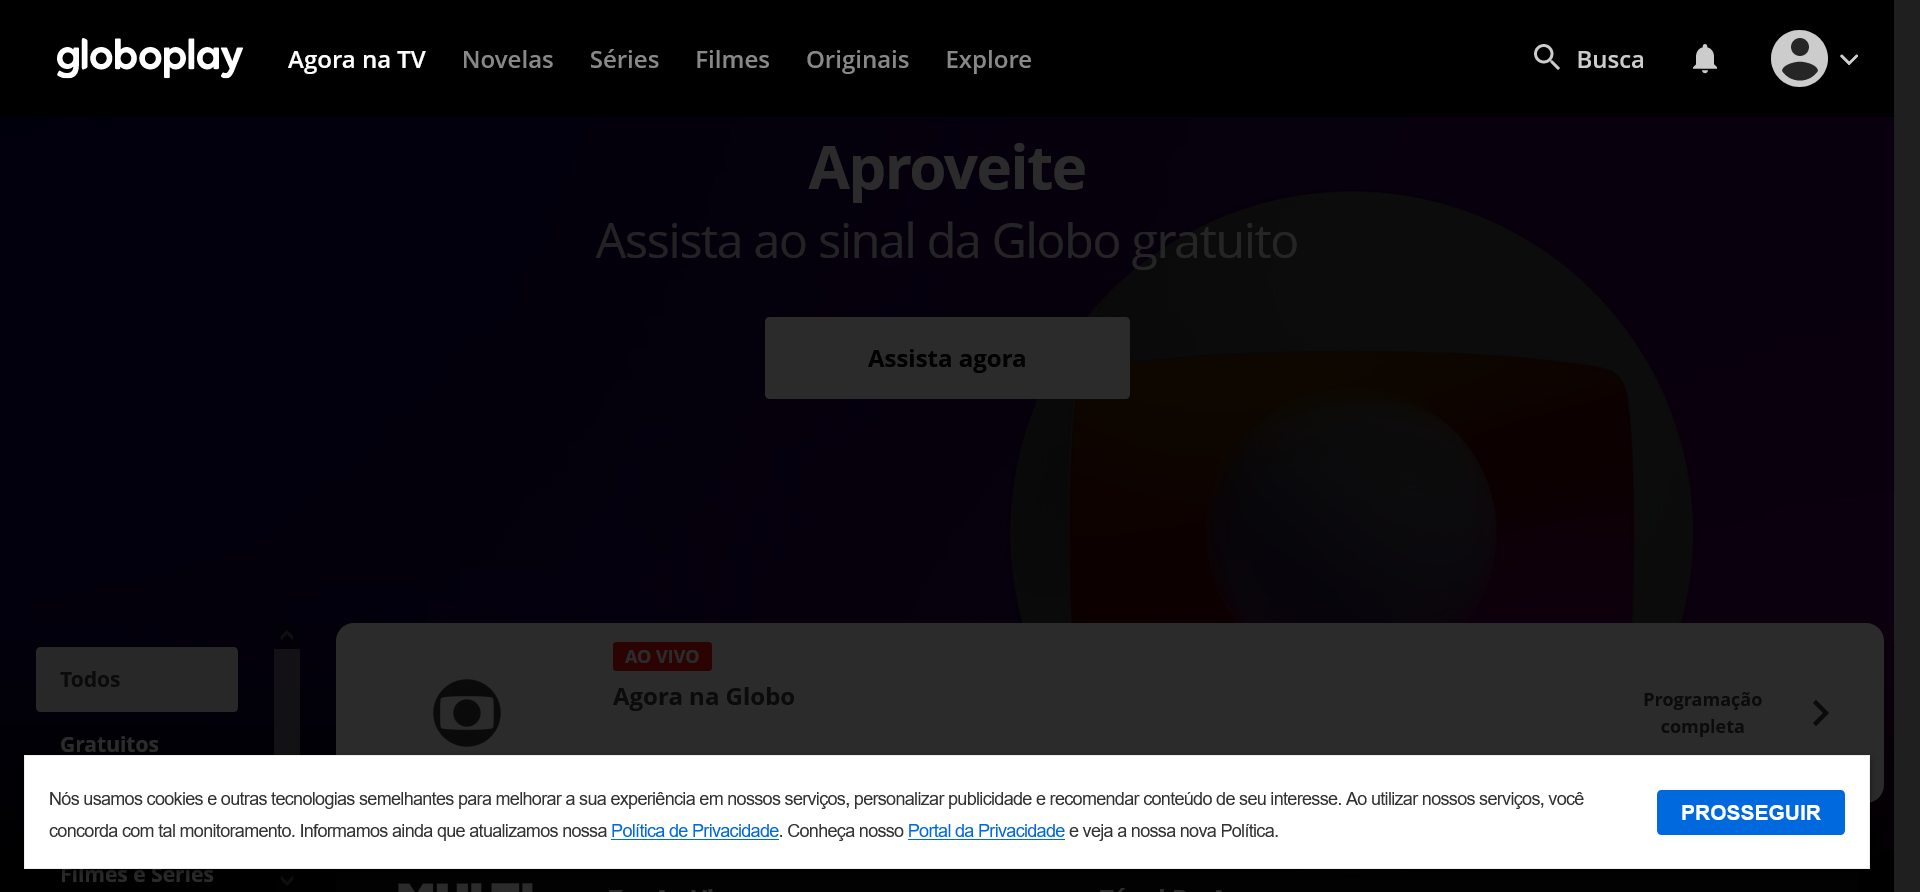 globoplay
Agora na TV
Novelas
Séries
Filmes
Originais
Explore
Busca
Aproveite
Assista ao sinal da Globo gratuito
Assista agora
Todos
Gratuitos
AO VIVO
Agora na Globo
Programação
completa
Nós usamos cookies e outras tecnologias semelhantes para melhorar a sua experiência em nossos serviços, personalizar publicidade e recomendar conteúdo de seu interesse. Ao utilizar nossos serviços, você
concorda com tal monitoramento. Informamos ainda que atualizamos nossa Política de Privacidade. Conheça nosso Portal da Privacidade e veja a nossa nova Política.
PROSSEGUIR
Filmes e Séries